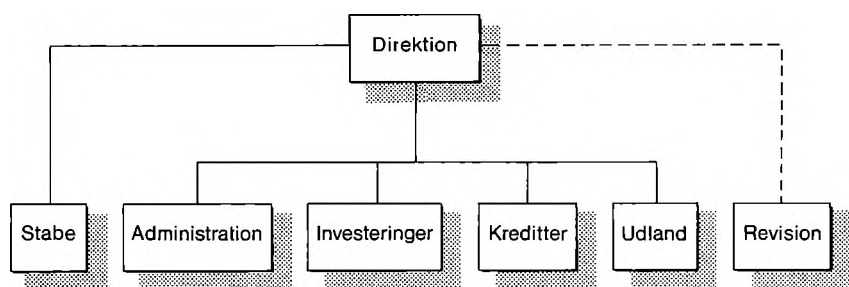 Direktion
Stabe
Administration
Investeringer
Kreditter
Udland
Revision